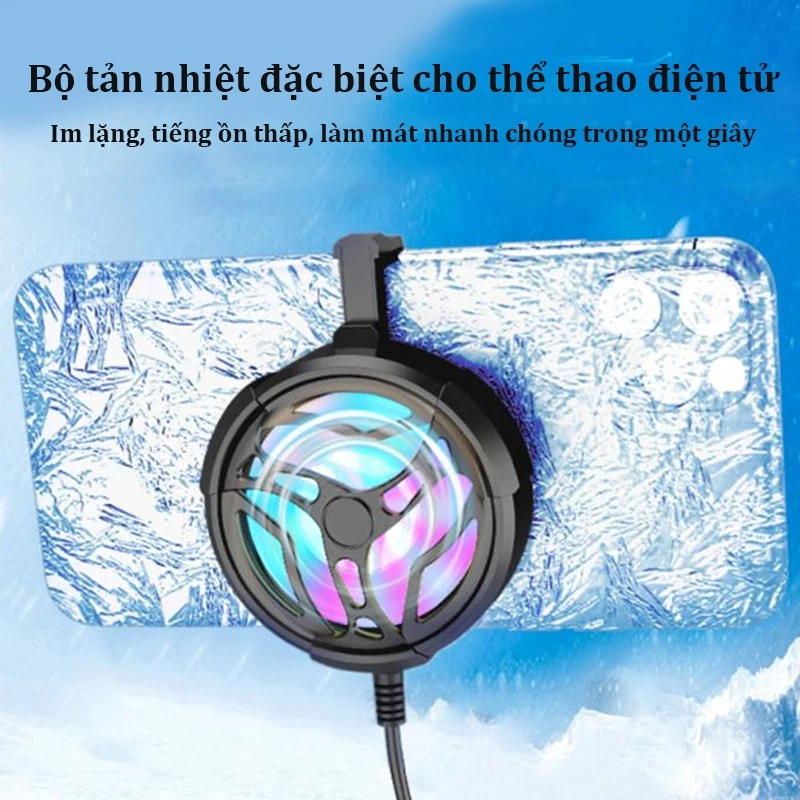 Bộ tản nhiệt đặc biệt cho thể thao điện tử
Im lặng, tiếng ồn thấp, làm mát nhanh chóng trong một giây